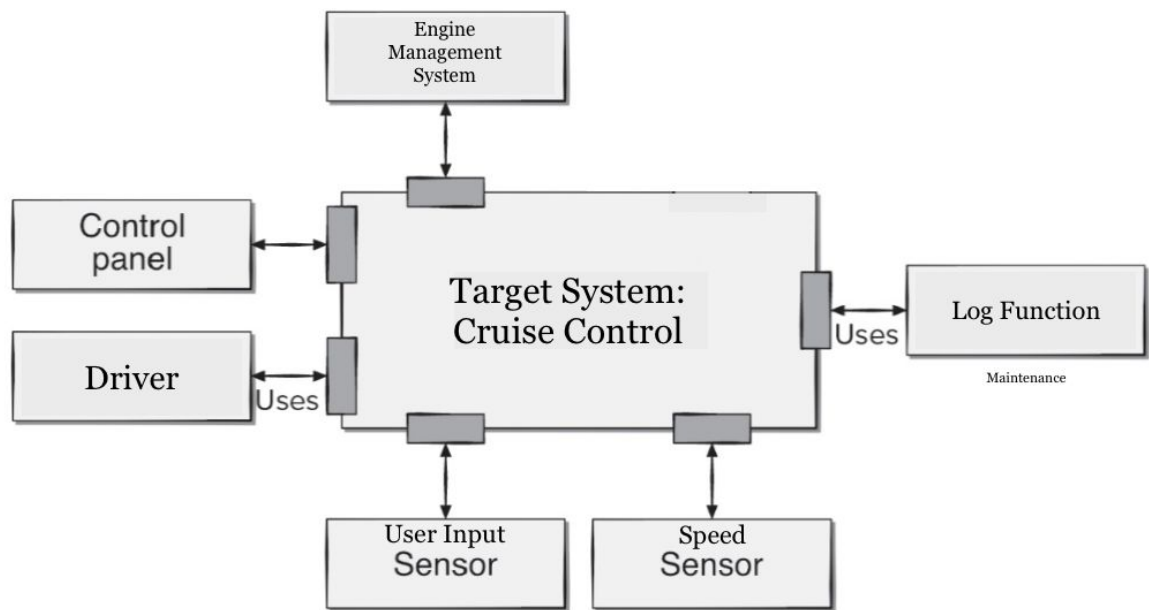 Engine
Management
System
Control
panel
Target System:
Cruise Control
Log Function
Uses
Maintenance
Driver
Uses
User Input
Sensor
Speed
Sensor